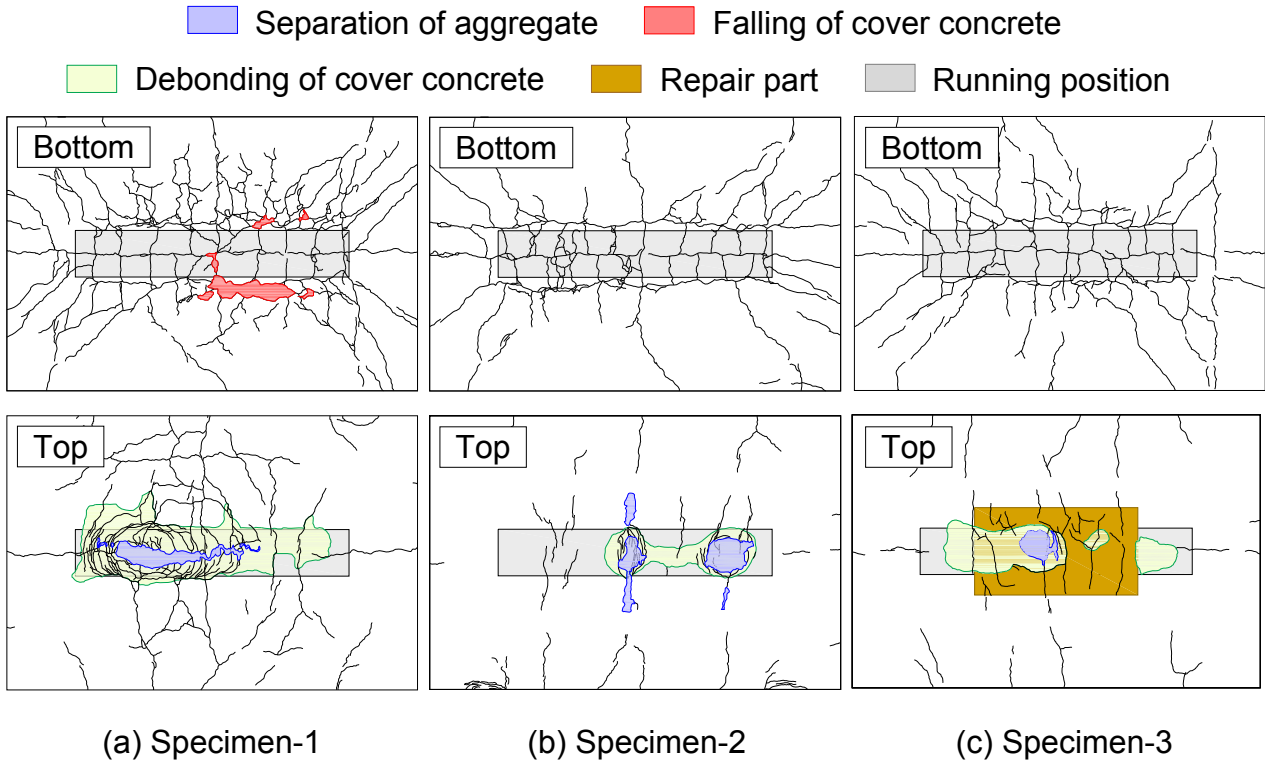 Separation of aggregate
Falling of cover concrete
Debonding of cover concrete
Repair part
Running position
Bottom
Bottom
Bottom
Top
Top
Top
(a) Specimen-1
(b) Specimen-2
(c) Specimen-3